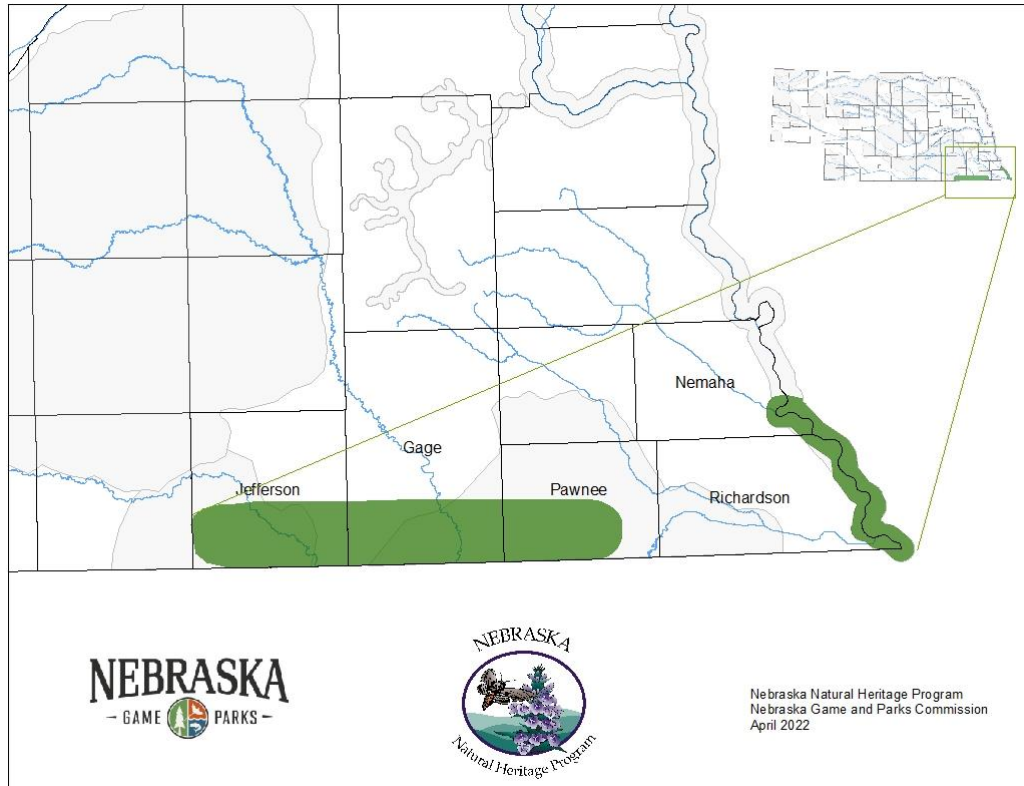 Nemaha
Gage
Jefferson
Pawnee
Richardson
NEBRASKA
- GAME PARKS -
NEBRASKA
Natural Heritage Program
Nebraska Natural Heritage Program
Nebraska Game and Parks Commission
April 2022